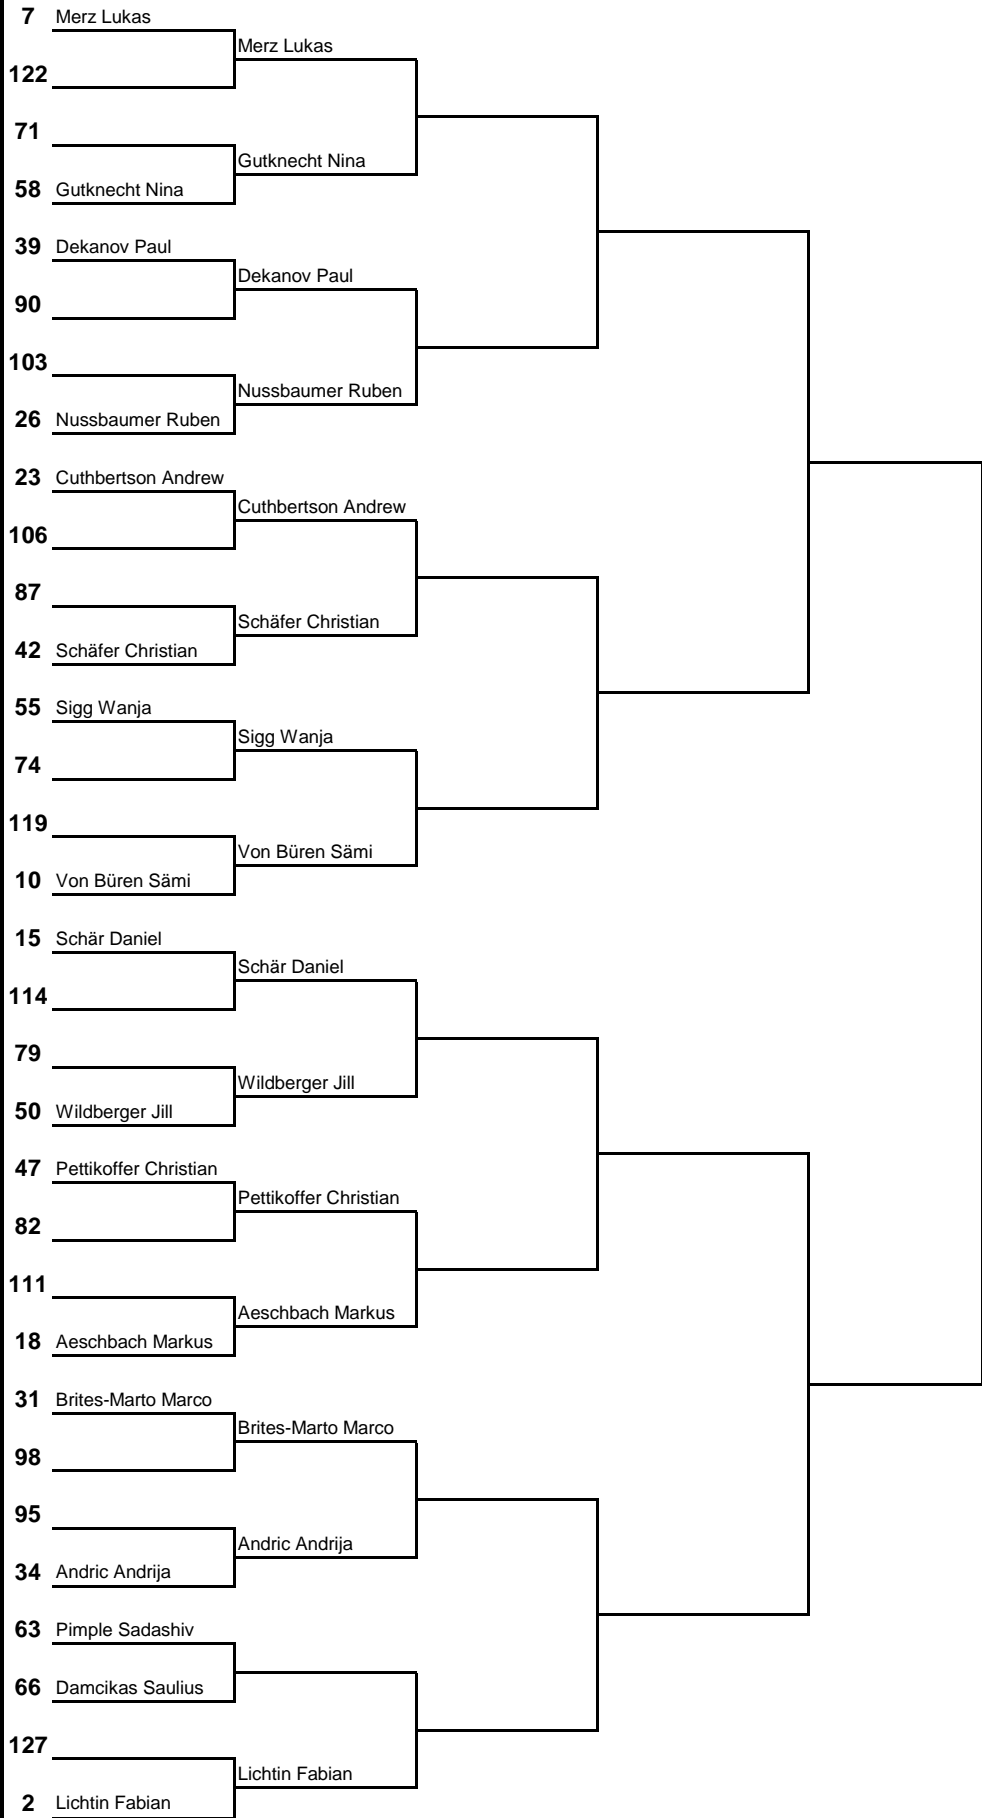 7 Merz Lukas
Merz Lukas
122
71
Gutknecht Nina
58 Gutknecht Nina
39 Dekanov Paul
Dekanov Paul
90
103
Nussbaumer Ruben
26 Nussbaumer Ruben
23 Cuthbertson Andrew
Cuthbertson Andrew
106
87
Schäfer Christian
42 Schäfer Christian
55 Sigg Wanja
Sigg Wanja
74
119
Von Büren Sämi
10 Von Büren Sämi
15 Schär Daniel
Schär Daniel
114
79
Wildberger Jill
50 Wildberger Jill
47 Pettikoffer Christian
Pettikoffer Christian
82
111
Aeschbach Markus
18 Aeschbach Markus
31 Brites-Marto Marco
Brites-Marto Marco
98
95
Andric Andrija
34 Andric Andrija
63 Pimple Sadashiv
66 Damcikas Saulius
127
Lichtin Fabian
2 Lichtin Fabian